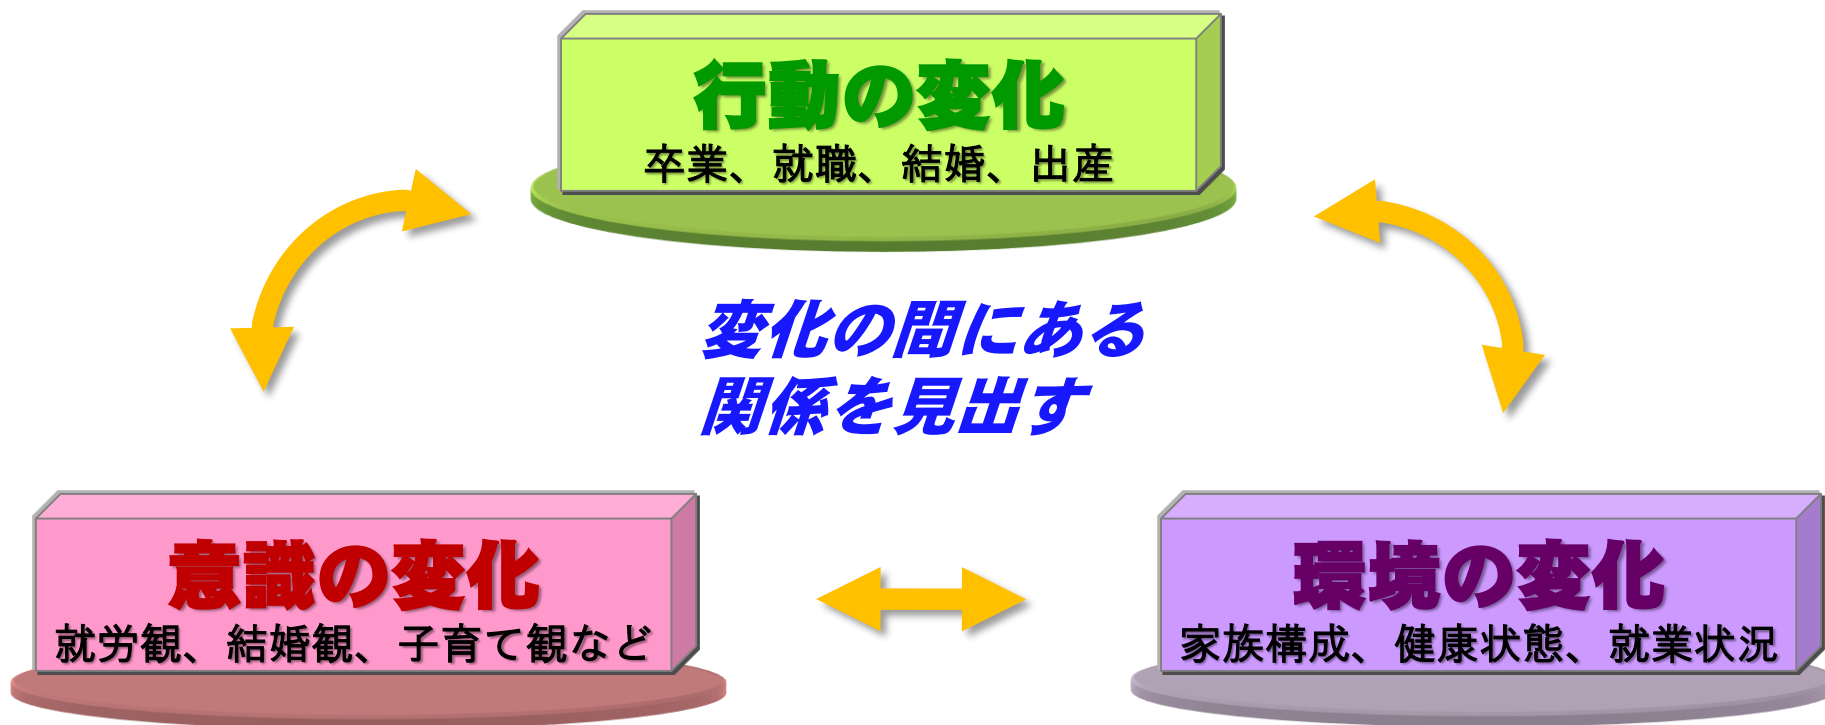 行動の変化
卒業、就職、結婚、出産
変化の間にある
関係を見出す
意識の変化
就労観、結婚観、子育て観など
環境の変化
家族構成、健康状態、就業状況